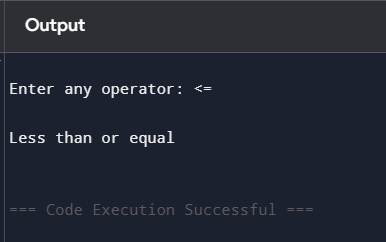 Output
Enter any operator: <=
Less than or equal
=== Code Execution Successful ===